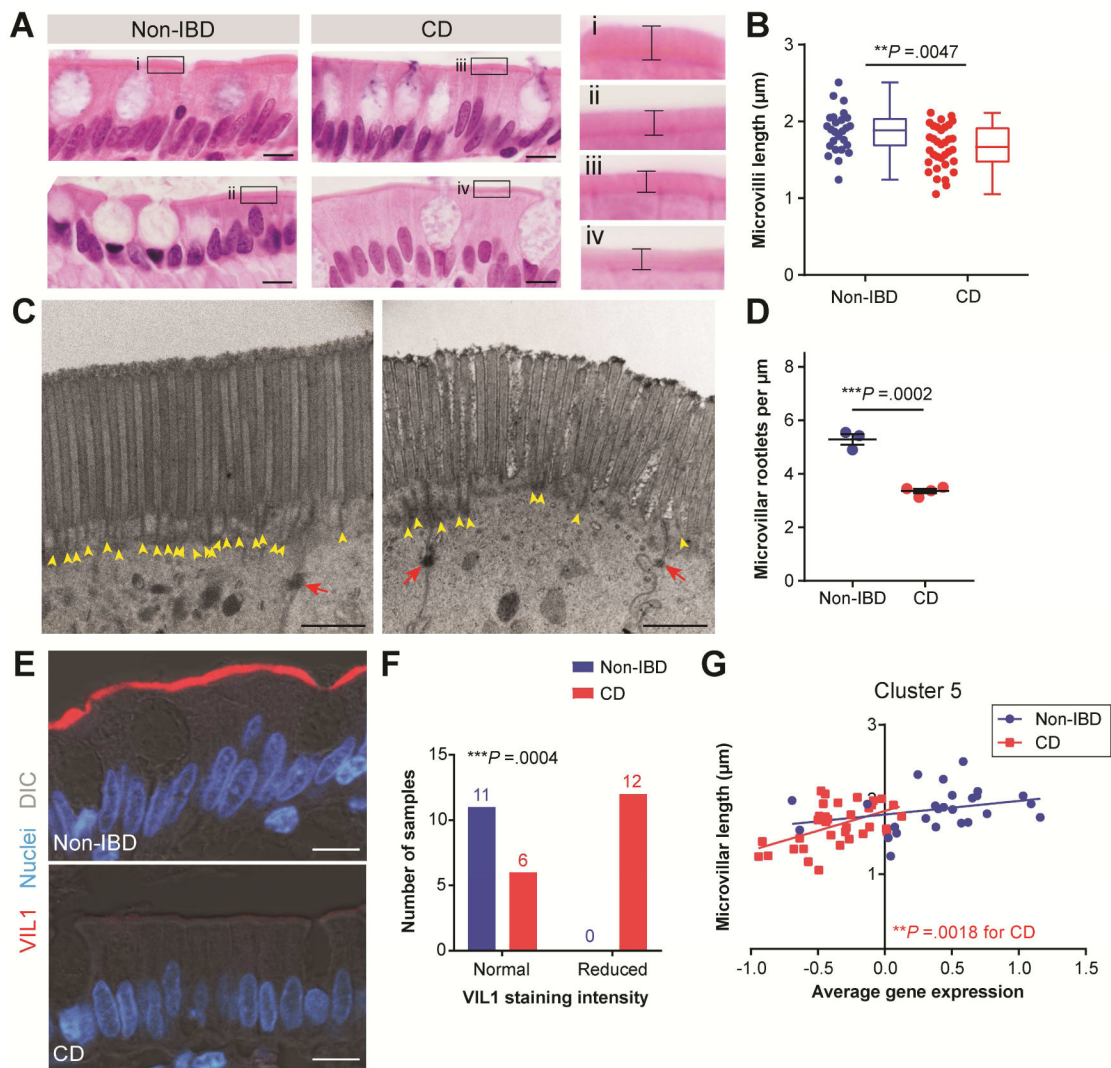 A
Non-IBD
CD
i
iii
ii
iv
i
ii
iii
iv
B
**P =.0047
Microvilli length (μm)
3
2
1
0
Non-IBD
CD
C
D
***P =.0002
Microvillar rootlets per μm
8
6
4
2
0
Non-IBD
CD
E
VIL1 Nuclei DIC
Non-IBD
CD
F
Non-IBD
CD
***P =.0004
Number of samples
15
10
5
0
11
6
0
12
Normal
Reduced
VIL1 staining intensity
G
Cluster 5
Non-IBD
CD
Microvillar length (μm)
3
2
1
**P =.0018 for CD
-1.0
-0.5
0.0
0.5
1.0
1.5
Average gene expression